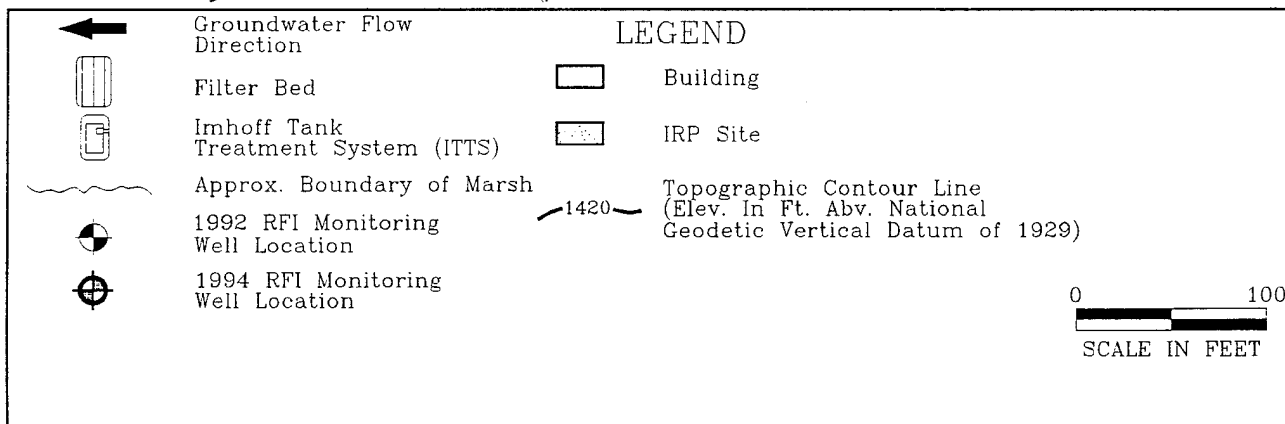 LEGEND
Groundwater Flow
Direction
Filter Bed
Imhoff Tank
Treatment System (ITTS)
Approx. Boundary of Marsh
1992 RFI Monitoring
Well Location
1994 RFI Monitoring
Well Location
Building
IRP Site
1420
Topographic Contour Line
(Elev. In Ft. Abv. National
Geodetic Vertical Datum of 1929)
0 100
SCALE IN FEET